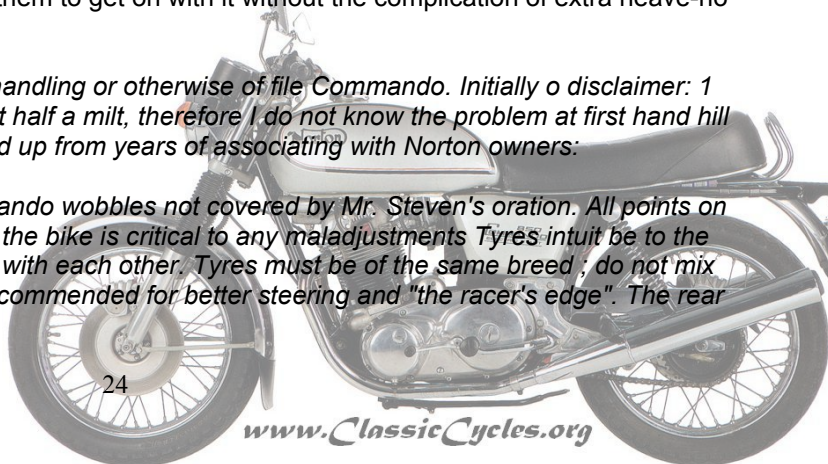 them to get on with it without the complication of extra heave-ho
andling or otherwise of file Commando. Initially o disclaimer: 1
t half a milt, therefore I do not know the problem at first hand hill
d up from years of associating with Norton owners:
ando wobbles not covered by Mr. Steven's oration. All points on
the bike is critical to any maladjustments Tyres intuit be to the
with each other. Tyres must be of the same breed ; do not mix
commended for better steering and "the racer's edge". The rear
Norton
24
www.ClassicCycles.org